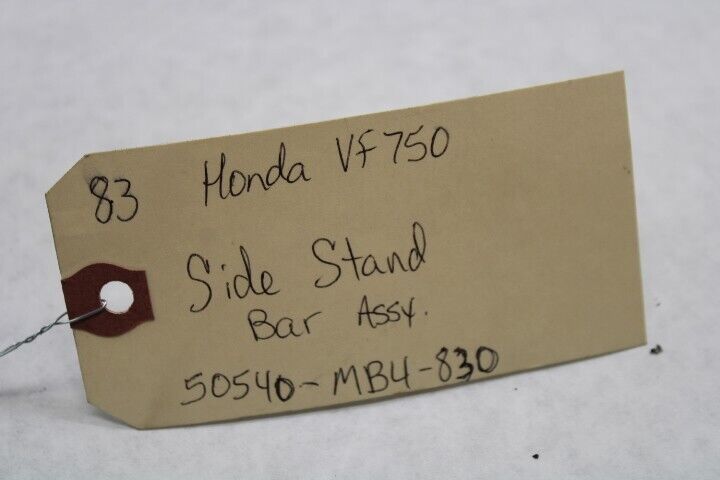 83 Honda VF750
Side Stand
Bar Assy.
50540-MB4-830